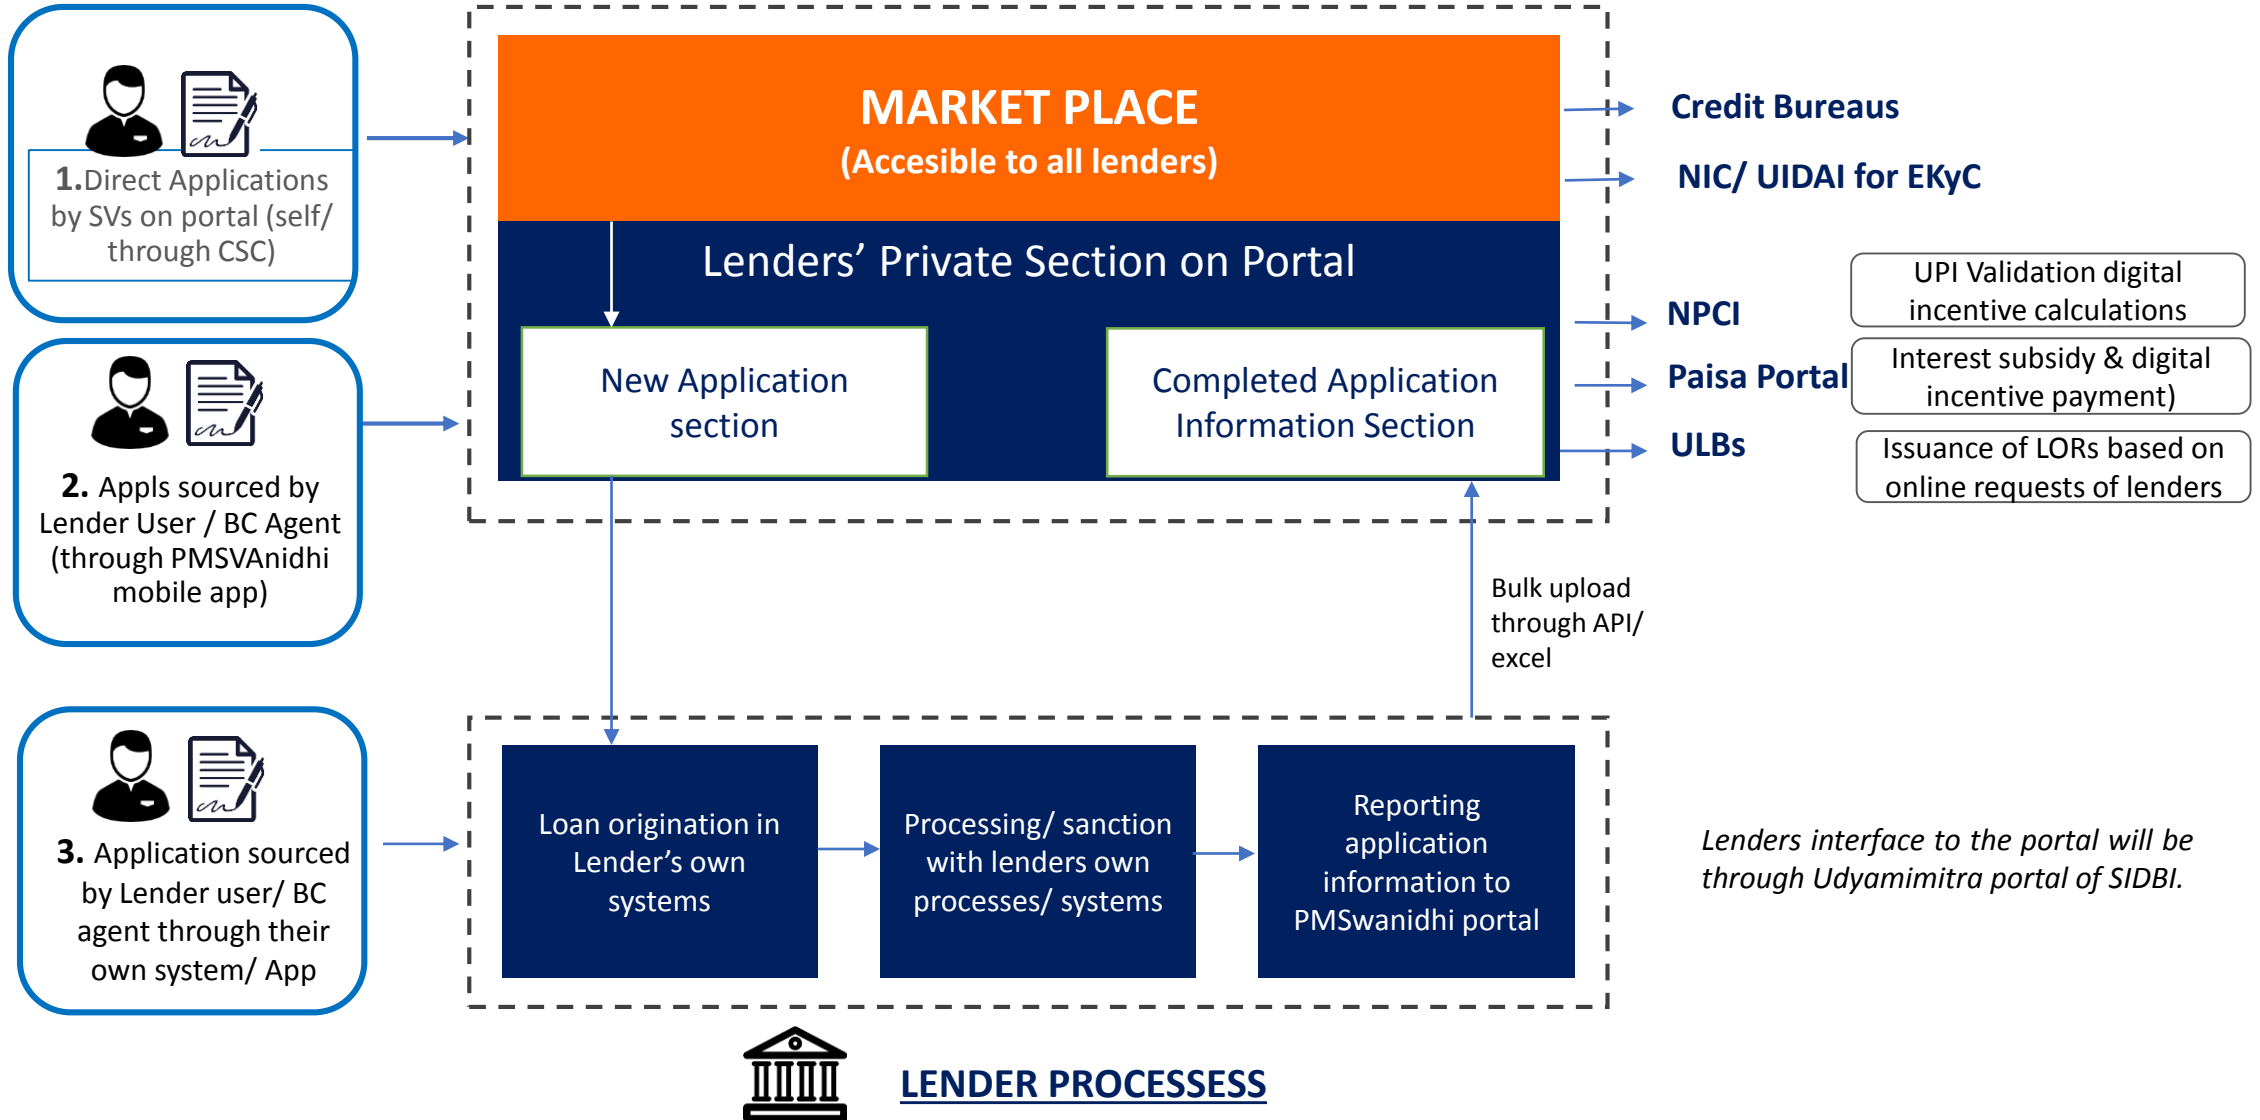 1.Direct Applications
by SVs on portal (self/
through CSC)
2. Appls sourced by
Lender User / BC Agent
(through PMSVAnidhi
mobile app)
3. Application sourced
by Lender user/ BC
agent through their
own system/ App
MARKET PLACE
(Accesible to all lenders)
Lenders’ Private Section on Portal
New Application
section
Completed Application
Information Section
Credit Bureaus
NIC/ UIDAI for EKyC
NPCI
UPI Validation digital
incentive calculations
Paisa Portal
Interest subsidy & digital
incentive payment)
ULBs
Issuance of LORs based on
online requests of lenders
Bulk upload
through API/
excel
Loan origination in
Lender’s own
systems
Processing/ sanction
with lenders own
processes/ systems
Reporting
application
information to
PMSwanidhi portal
Lenders interface to the portal will be
through Udyamimitra portal of SIDBI.
LENDER PROCESSESS